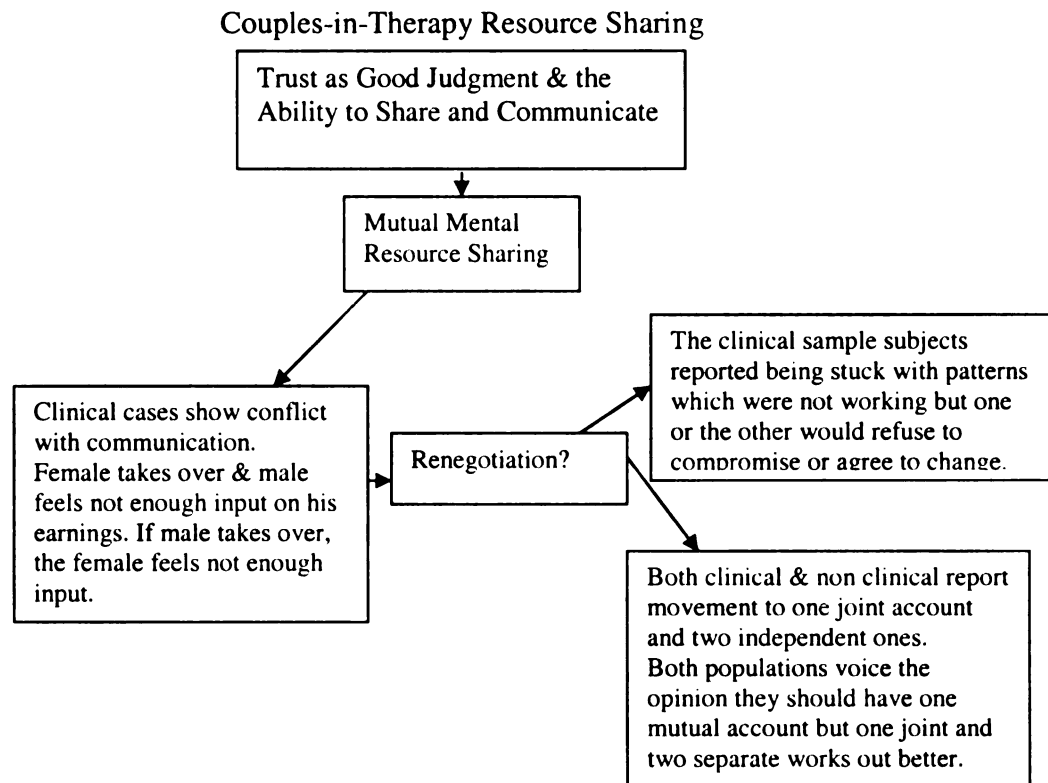 Couples-in-Therapy Resource Sharing
Trust as Good Judgment & the
Ability to Share and Communicate
Mutual Mental
Resource Sharing
The clinical sample subjects
reported being stuck with patterns
which were not working but one
or the other would refuse to
compromise or agree to change.
Clinical cases show conflict
with communication.
Female takes over & male
feels not enough input on his
earnings. If male takes over,
the female feels not enough
input.
Renegotiation?
Both clinical & non clinical report
movement to one joint account
and two independent ones.
Both populations voice the
opinion they should have one
mutual account but one joint and
two separate works out better.